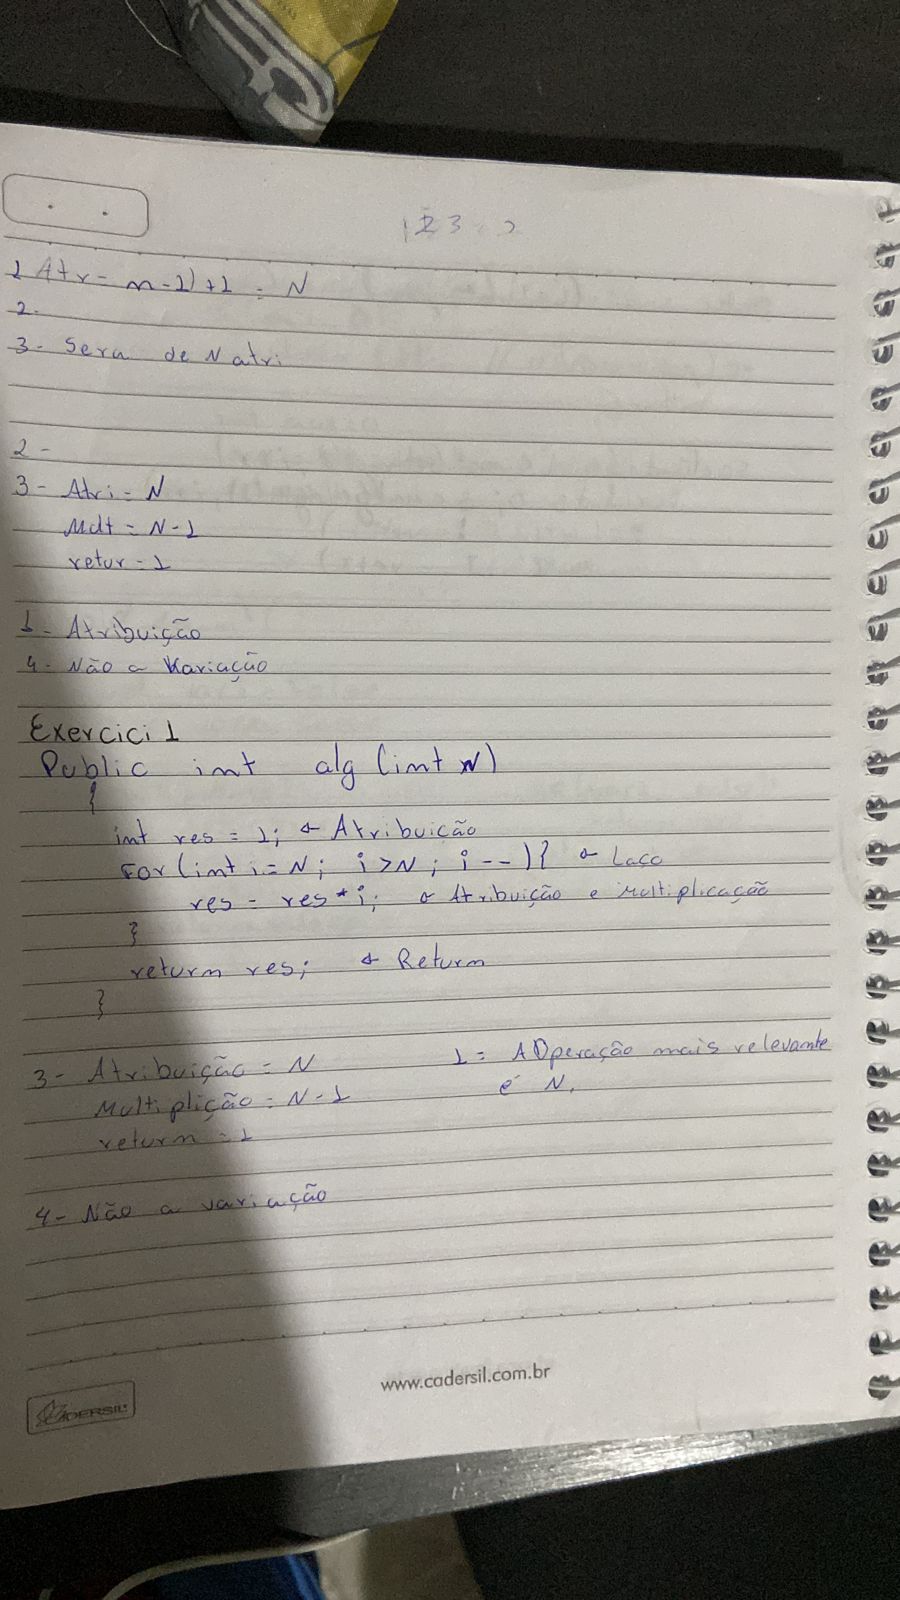 1 Atr = n-1)+1 = N
2.
3- Sera de N atri.
2-
3- Atri = N
Mult = N-1
retur = 1
1- Atribuição
4- Não a Variação
Exercici 1
Public int alg (int N)
{
int res = 1; ← Atribuição
For (int i = N; i > N; i--) { ← Laco
res = res * i; ← Atribuição e Multiplicação
}
return res; ← Return
}
3- Atribuição = N
Multiplição = N-1
return = 1
1 = A Operação mais relevante
é N.
4- Não a variação
www.cadersil.com.br
CADERSIL